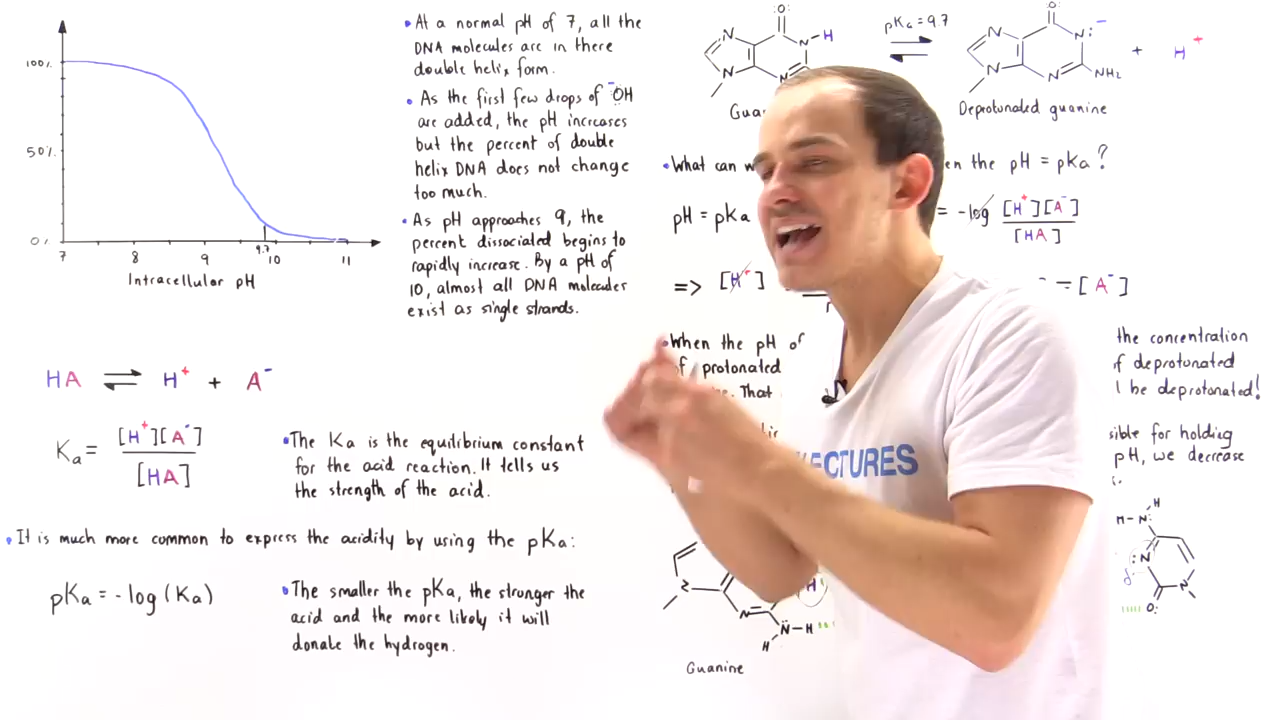 100%
50%
0%
7 8 9 9.7 10 11
Intracellular pH
• At a normal pH of 7, all the
DNA molecules are in there
double helix form.
• As the first few drops of ⁻OH
are added, the pH increases
but the percent of double
helix DNA does not change
too much.
• As pH approaches 9, the
percent dissociated begins to
rapidly increase. By a pH of
10, almost all DNA molecules
exist as single strands.
HA ⇌ H⁺ + A⁻
Ka = [H⁺][A⁻]
[HA]
• The Ka is the equilibrium constant
for the acid reaction. It tells us
the strength of the acid.
• It is much more common to express the acidity by using the pKa:
pKa = -log(Ka)
• The smaller the pKa, the stronger the
acid and the more likely it will
donate the hydrogen.
O: N N N N-H
pKa = 9.7
O: N N N N:⁻ NH₂ + H⁺
Deprotonated guanine
• What can when the pH = pKa?
pH = pKa = -log [H⁺][A⁻]
[HA]
=> [H⁺] = [A⁻]
• When the pH of the concentration
of protonated of deprotonated
That be deprotonated!
for holding
pH, we decrease
LECTURES
H
H-N:
N:
N
O:
N
N
N-H
H
Guanine